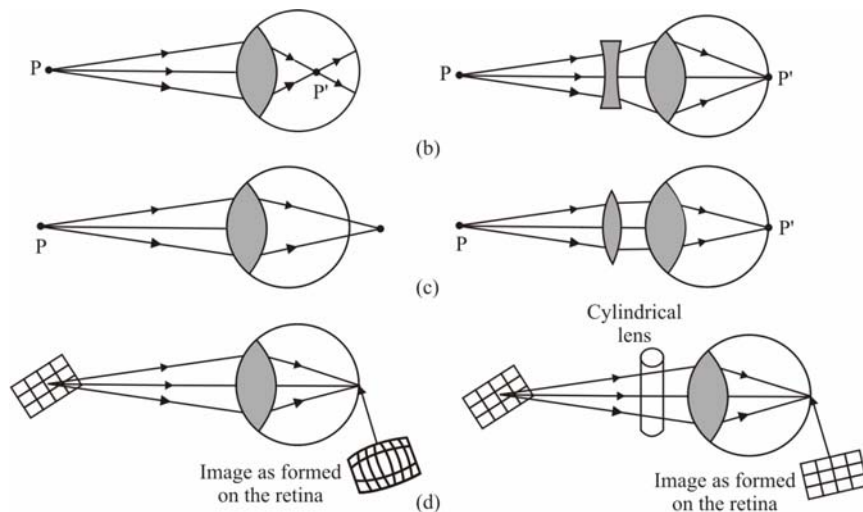 P
P'
P
P'
(b)
P
P
P'
(c)
Cylindrical
lens
Image as formed
on the retina
(d)
Image as formed
on the retina